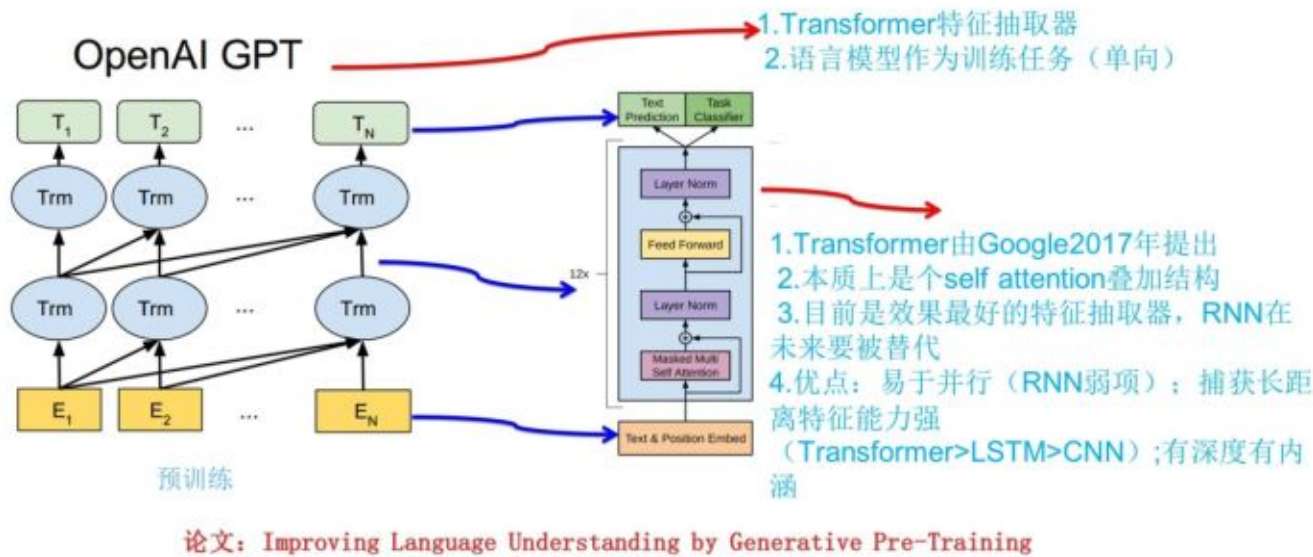 OpenAI GPT
1.Transformer特征抽取器
2.语言模型作为训练任务（单向）
T1 T2 ... TN
Trm Trm ... Trm
Trm Trm ... Trm
E1 E2 ... EN
预训练
Text Prediction
Task Classifier
Layer Norm
Feed Forward
12x
Layer Norm
Masked Multi
Self Attention
Text & Position Embed
1.Transformer由Google2017年提出
2.本质上是个self attention叠加结构
3.目前是效果最好的特征抽取器，RNN在
未来要被替代
4.优点：易于并行（RNN弱项）；捕获长距
离特征能力强
（Transformer>LSTM>CNN）;有深度有内
涵
论文：Improving Language Understanding by Generative Pre-Training